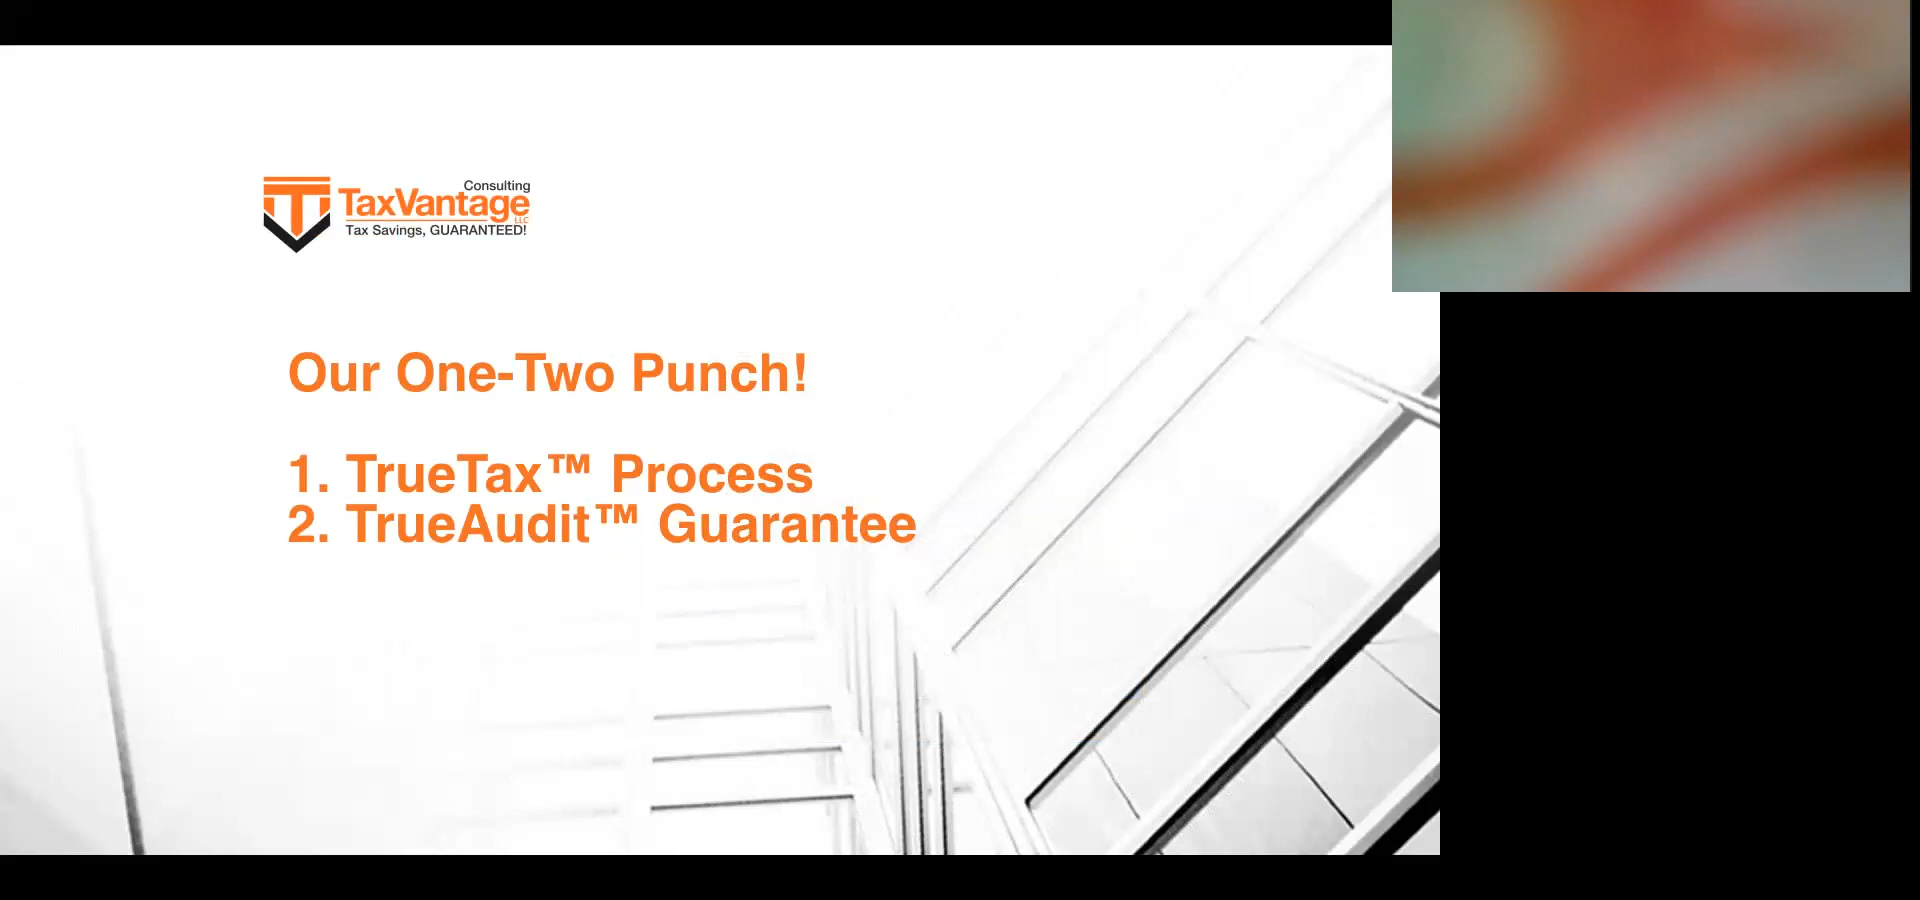 Consulting
TaxVantage
LLC
Tax Savings, GUARANTEED!
Our One-Two Punch!
1. TrueTax™ Process
2. TrueAudit™ Guarantee